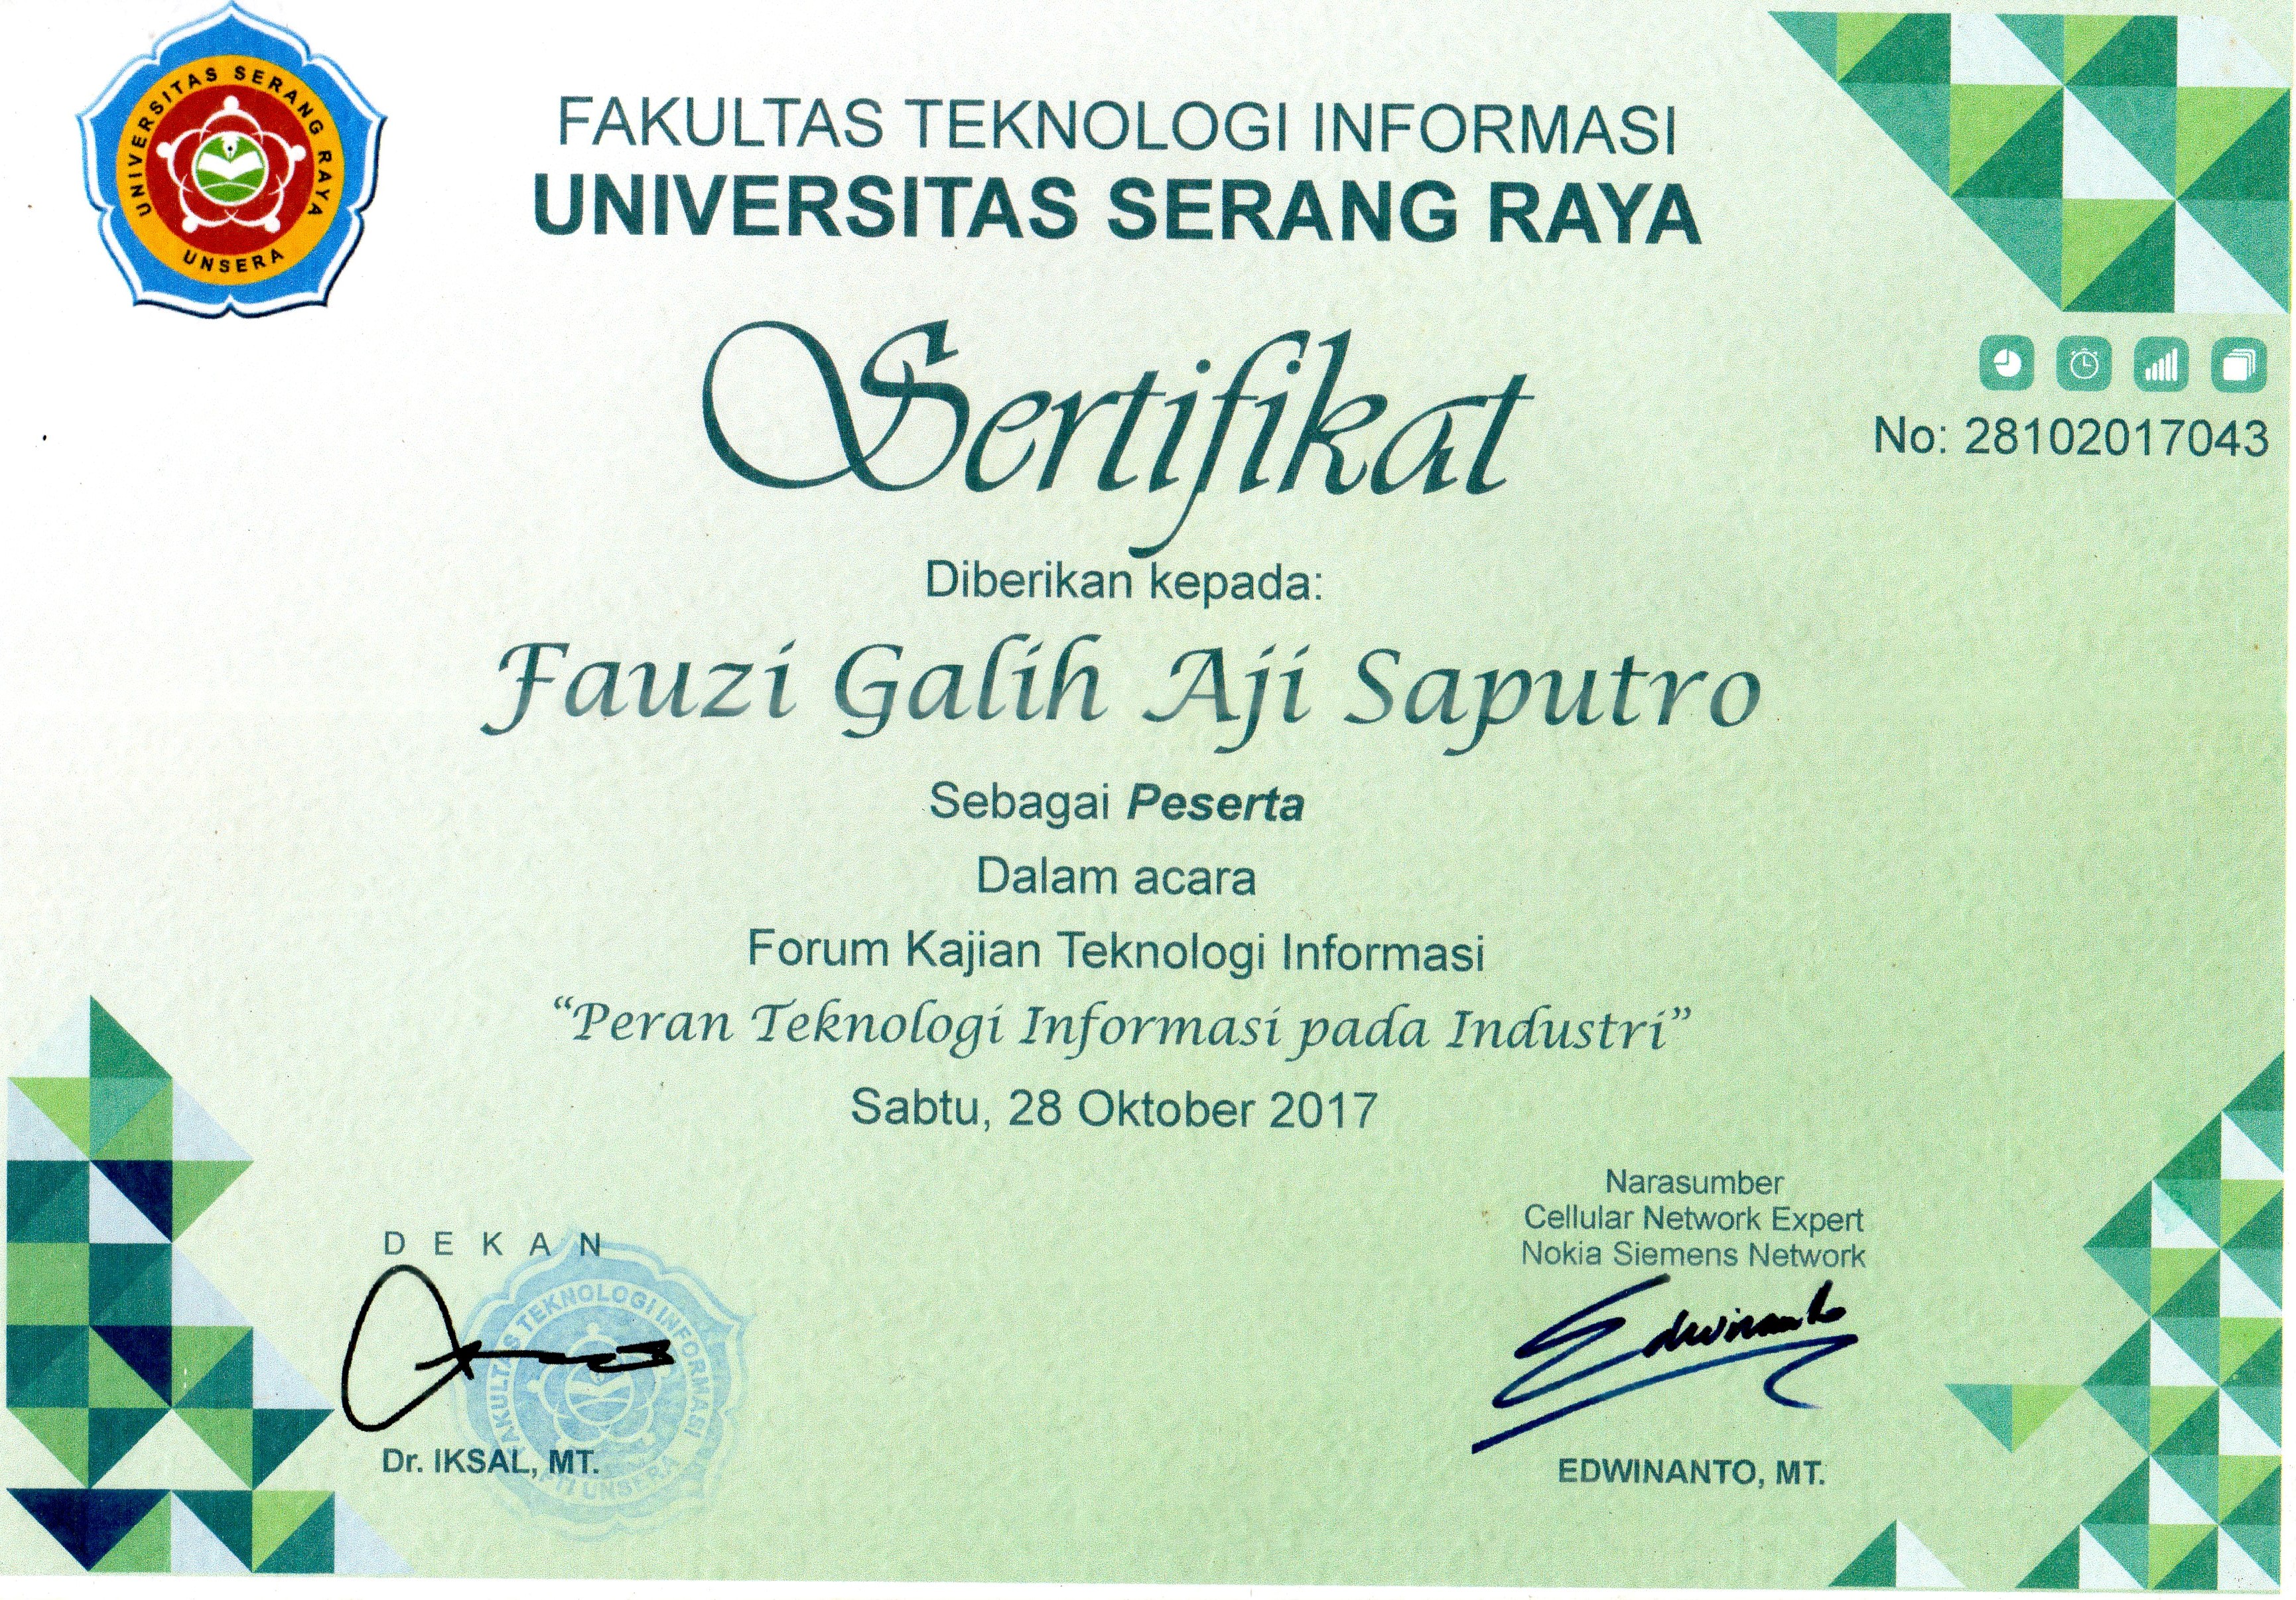 UNIVERSITAS SERANG RAYA
UNSERA
FAKULTAS TEKNOLOGI INFORMASI
UNIVERSITAS SERANG RAYA
Sertifikat
No: 28102017043
Diberikan kepada:
Fauzi Galih Aji Saputro
Sebagai Peserta
Dalam acara
Forum Kajian Teknologi Informasi
“Peran Teknologi Informasi pada Industri”
Sabtu, 28 Oktober 2017
DEKAN
FAKULTAS TEKNOLOGI INFORMASI
FTI UNSERA
Dr. IKSAL, MT.
Narasumber
Cellular Network Expert
Nokia Siemens Network
Edwinanto
EDWINANTO, MT.